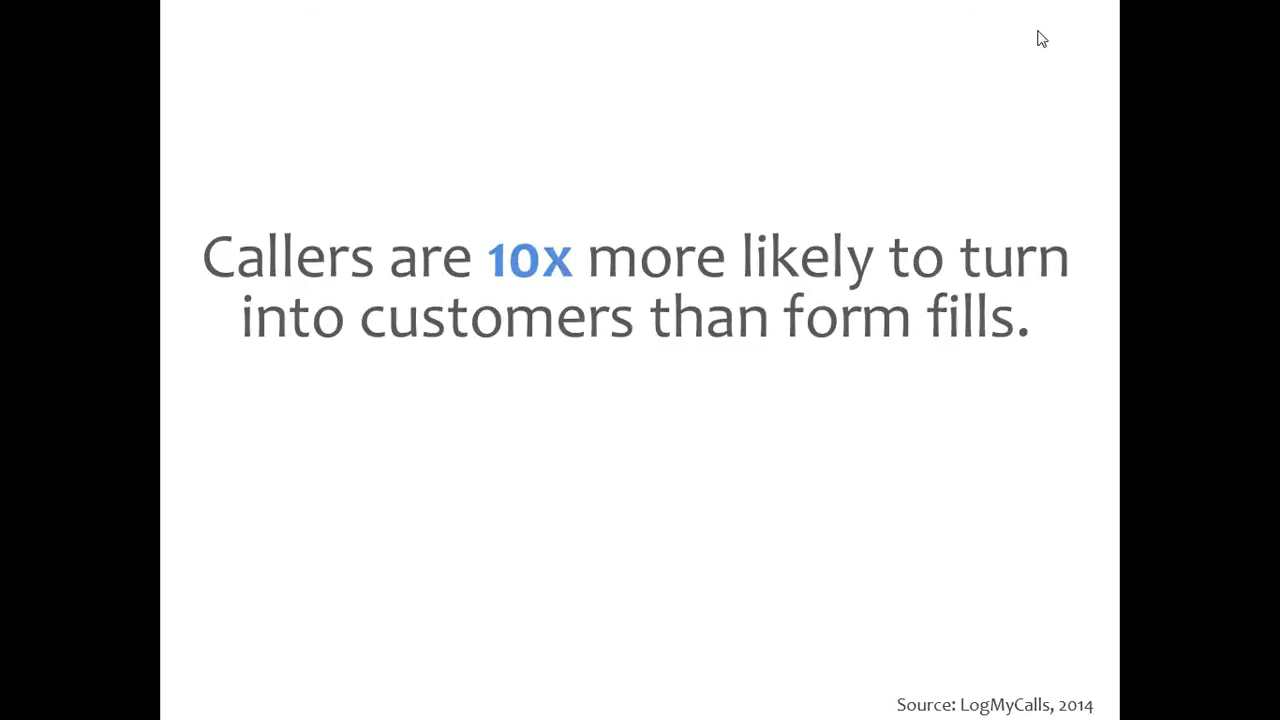 Callers are 10x more likely to turn
into customers than form fills.
Source: LogMyCalls, 2014